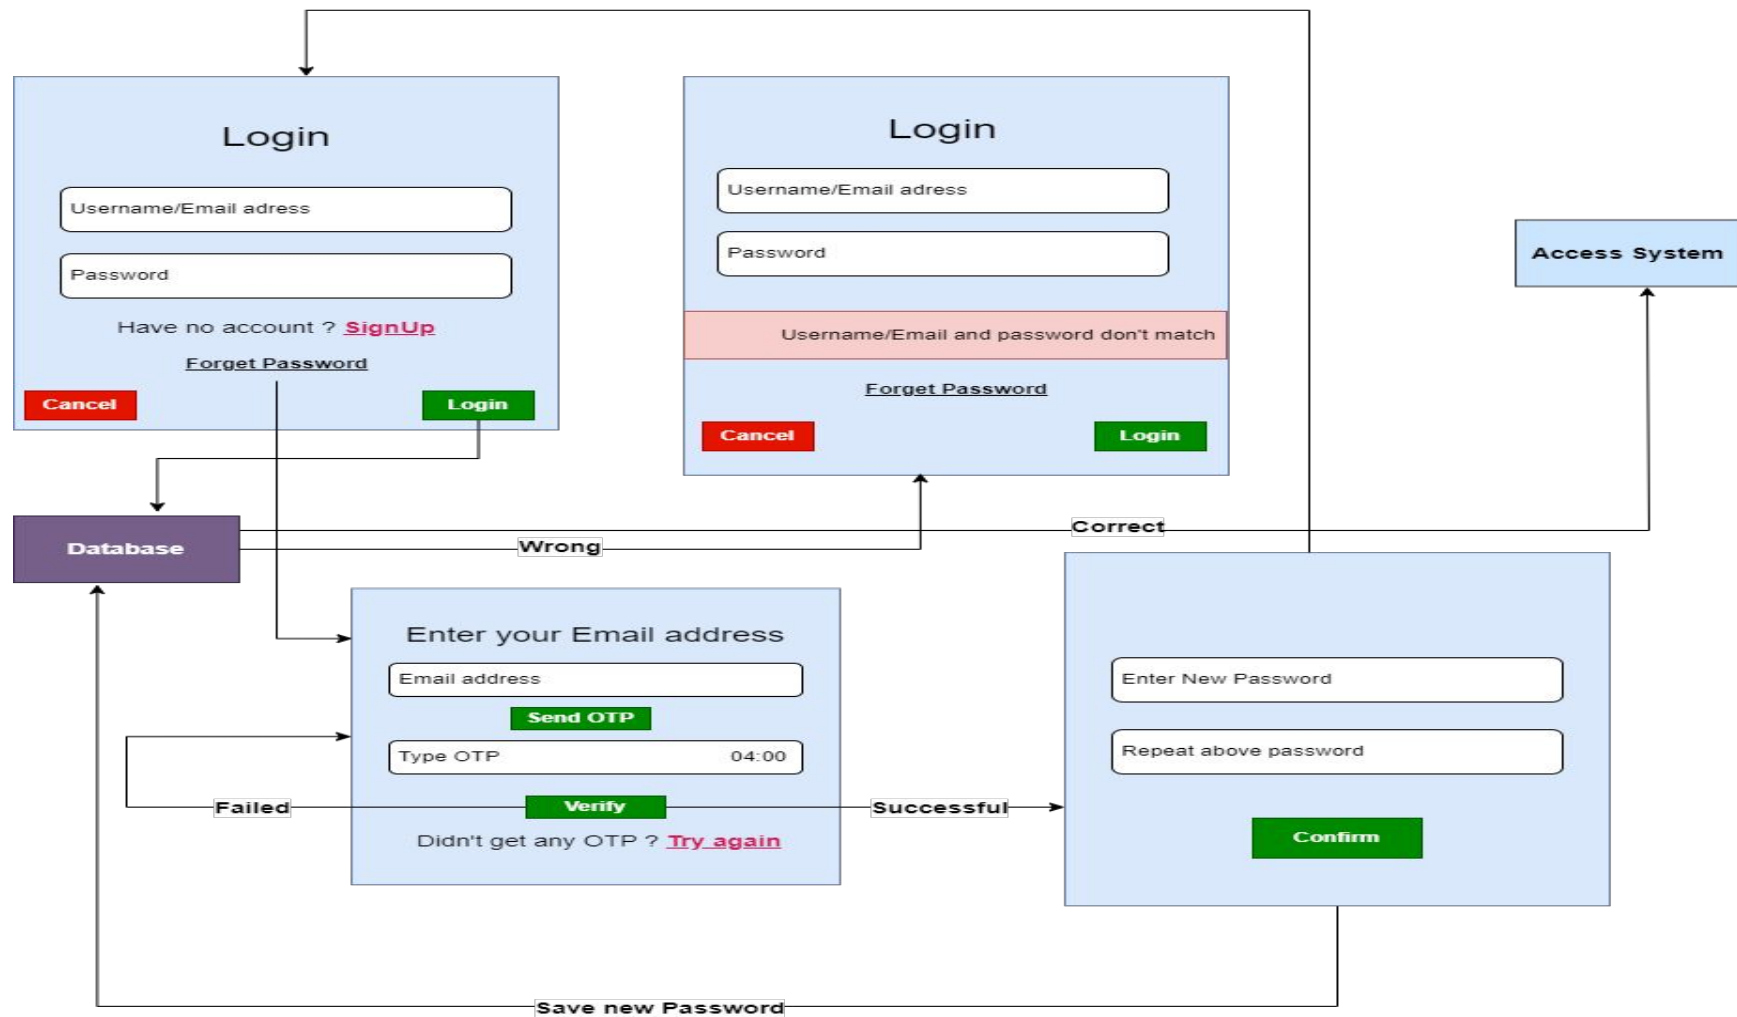 Login
Username/Email adress
Password
Have no account ? SignUp
Forget Password
Cancel
Login
Login
Username/Email adress
Password
Username/Email and password don't match
Forget Password
Cancel
Login
Access System
Database
Correct
Wrong
Enter your Email address
Email address
Send OTP
Type OTP 04:00
Failed
Verify
Successful
Didn't get any OTP ? Try again
Enter New Password
Repeat above password
Confirm
Save new Password